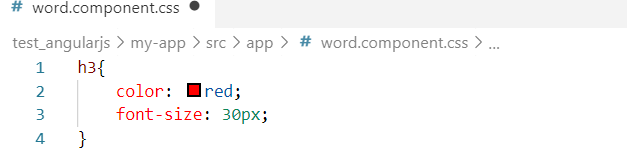 # word.component.css ●
test_angularjs > my-app > src > app > # word.component.css > ...
1 h3{
2 color: red;
3 font-size: 30px;
4 }